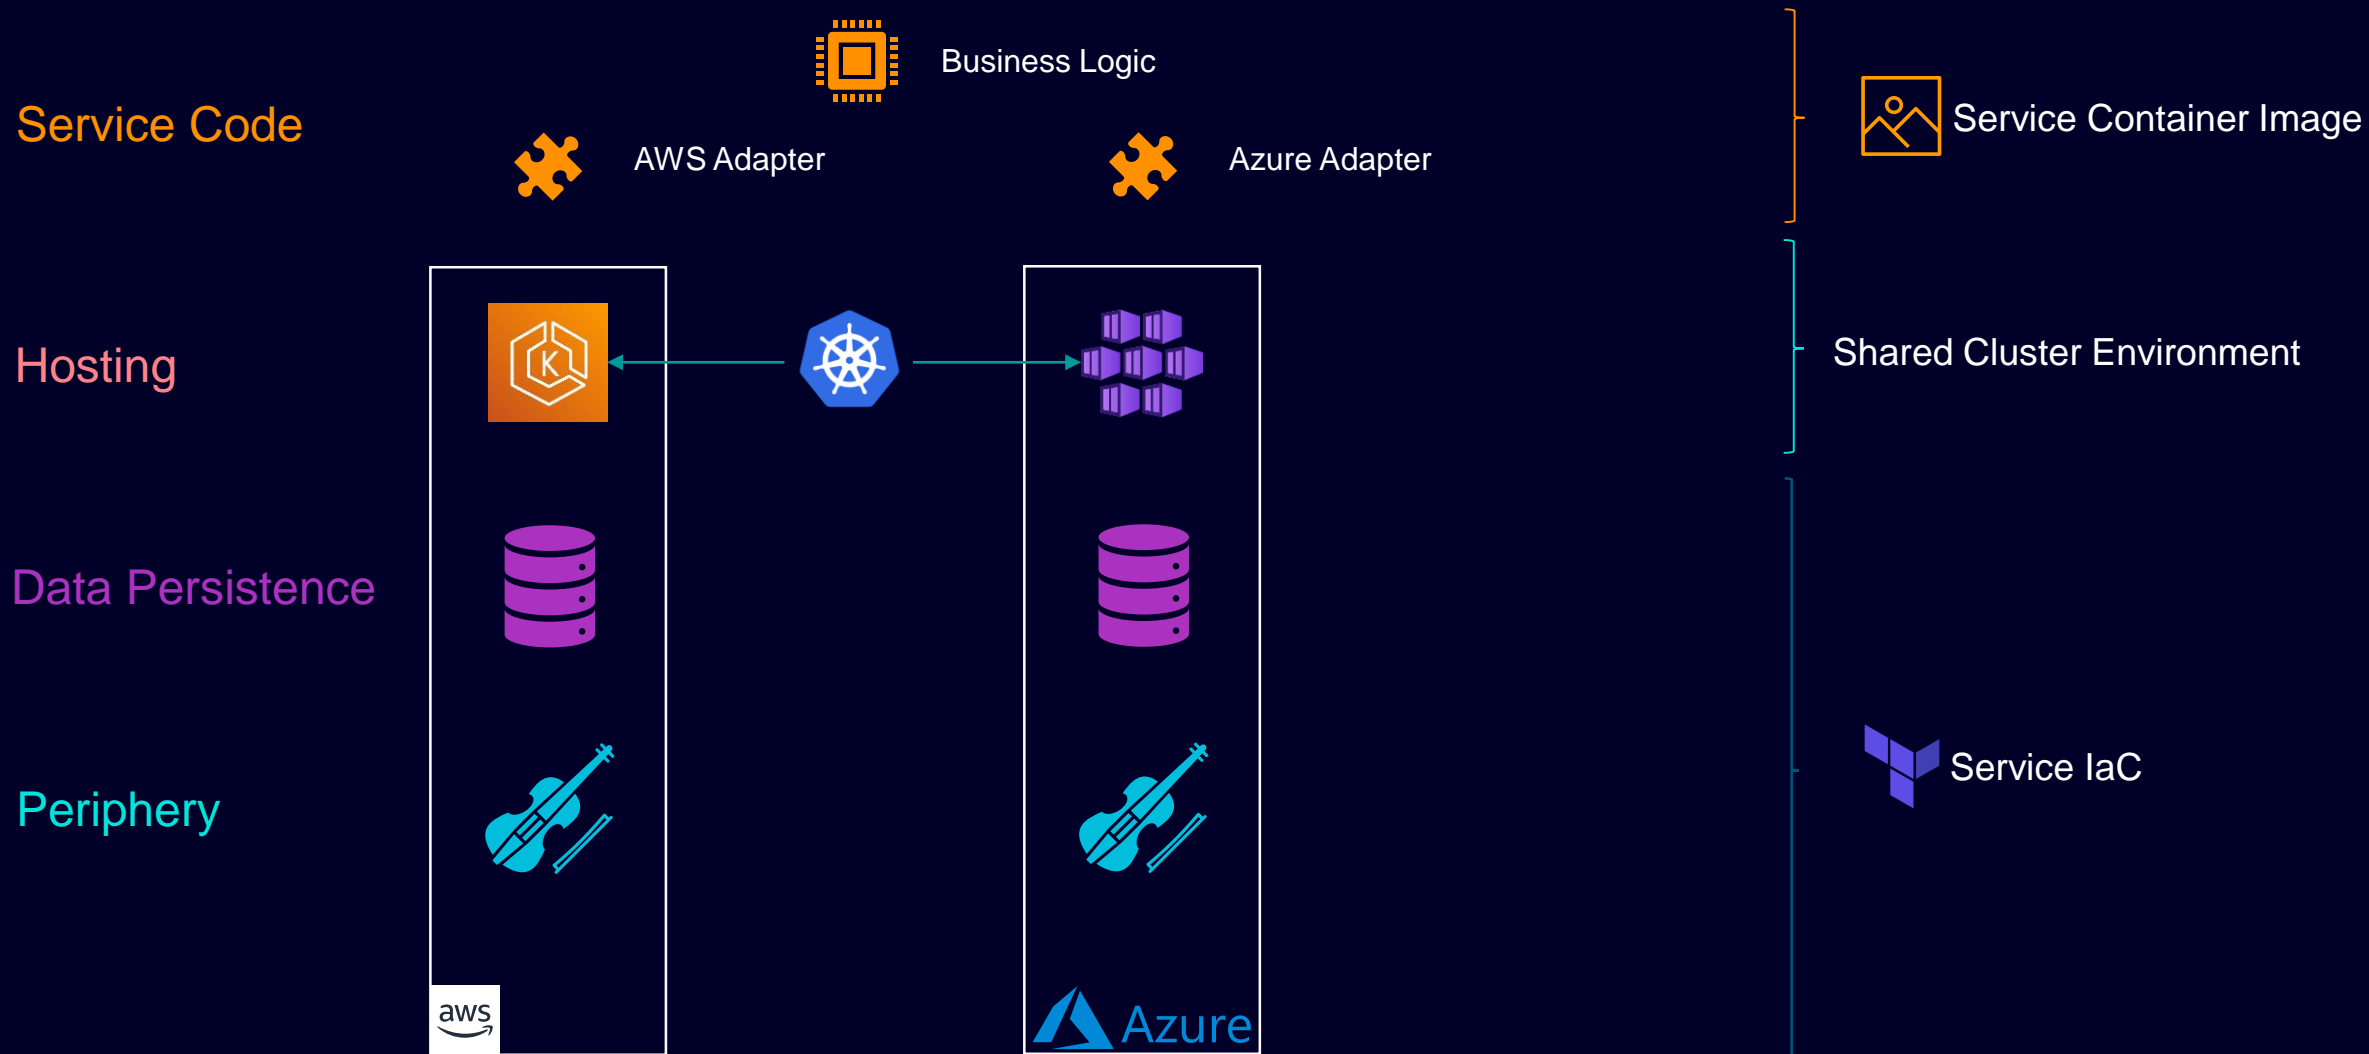 Business Logic
Service Code
Service Container Image
AWS Adapter
Azure Adapter
K
Hosting
Shared Cluster Environment
Data Persistence
Service IaC
Periphery
aws
Azure